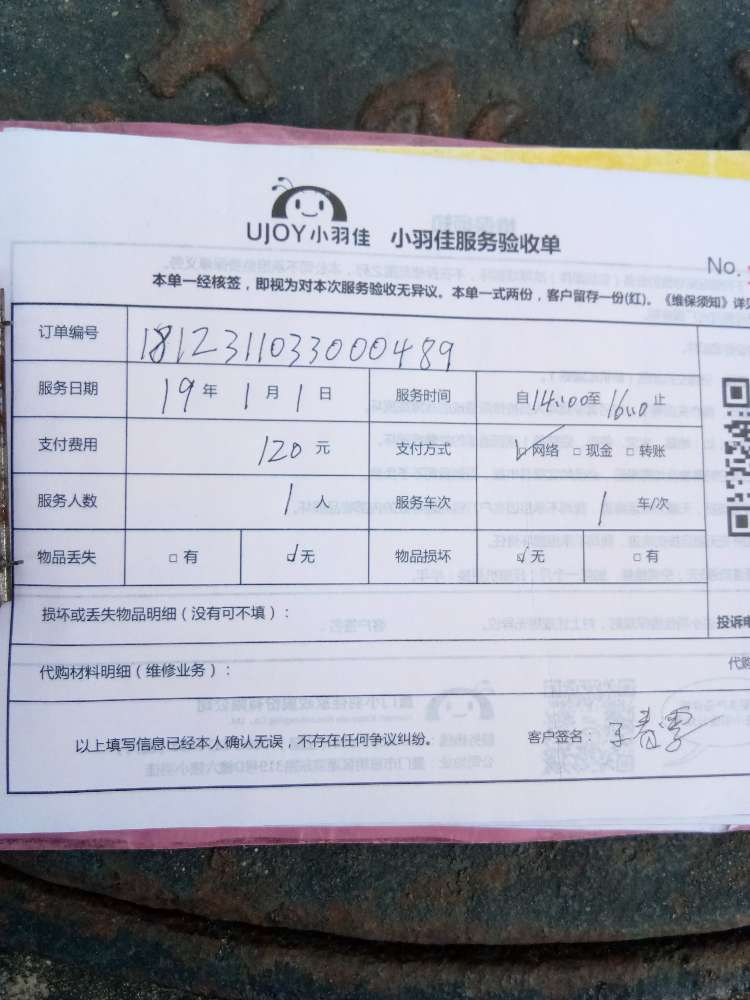 UJOY小羽佳 小羽佳服务验收单
No.
本单一经核签，即视为对本次服务验收无异议。本单一式两份，客户留存一份(红)。《维保须知》详见
订单编号 1812311033000489
服务日期 19年1月1日 服务时间 自14:00至16:00止
支付费用 120元 支付方式 ☑网络 □现金 □转账
服务人数 1人 服务车次 1车/次
物品丢失 □有 ☑无 物品损坏 ☑无 □有
损坏或丢失物品明细（没有可不填）：
投诉电
代购材料明细（维修业务）：
代购
以上填写信息已经本人确认无误，不存在任何争议纠纷。 客户签名：王春雪